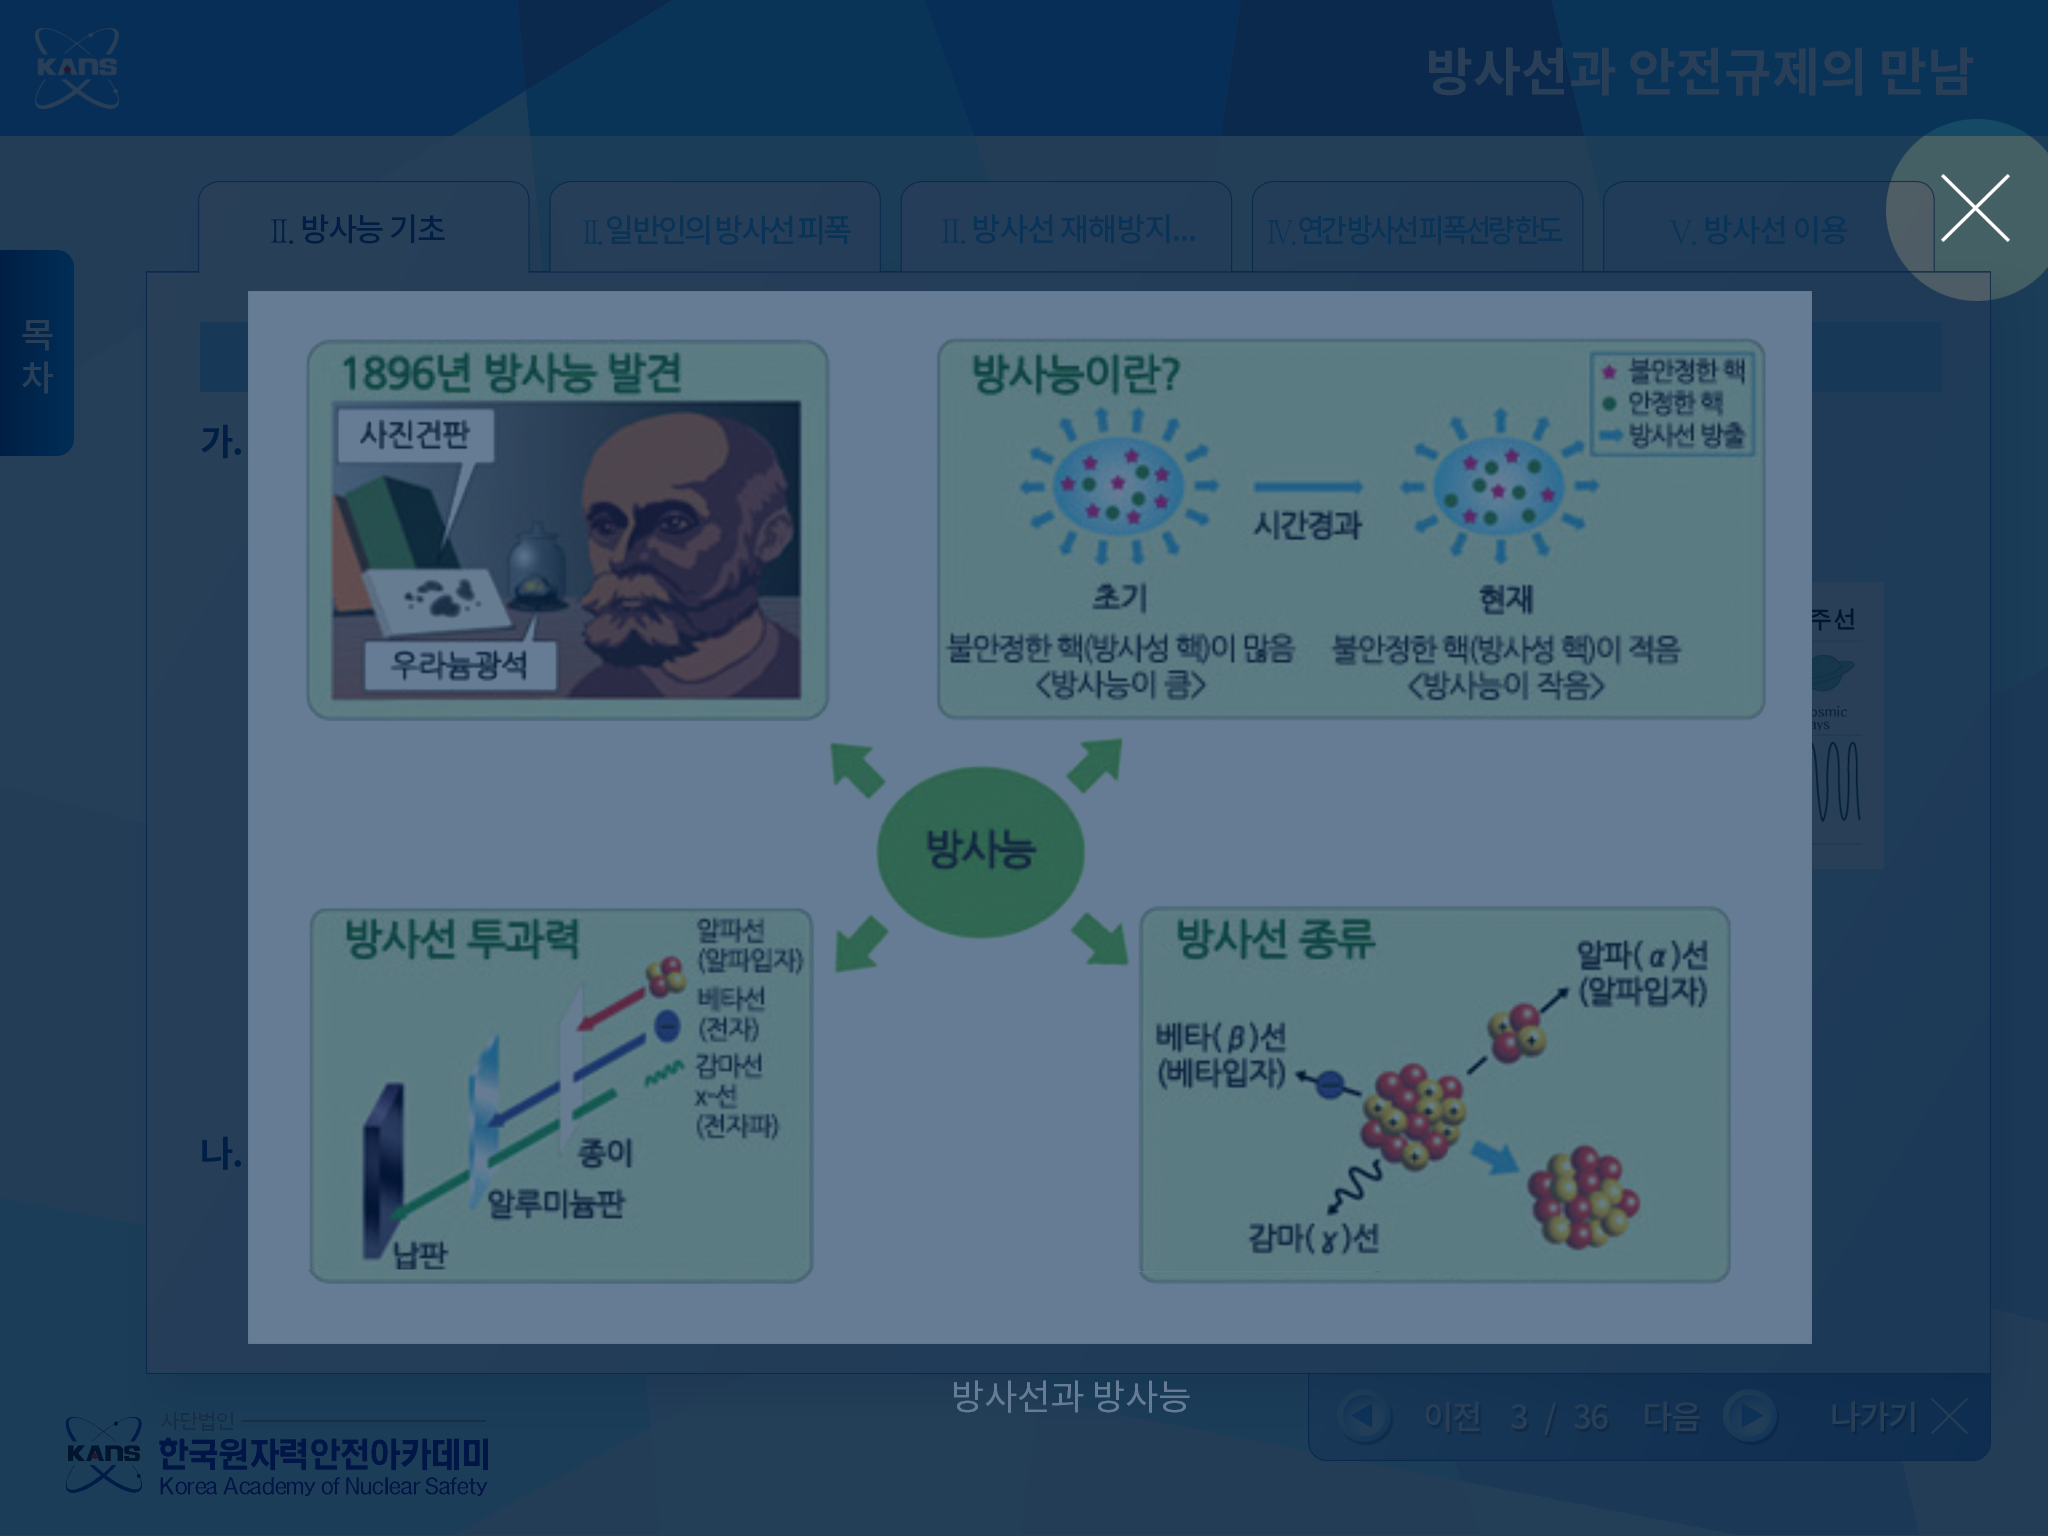 KANS
방사선과 안전규제의 만남
Ⅱ. 방사능 기초
Ⅱ. 일반인의 방사선 피폭
Ⅱ. 방사선 재해방지...
Ⅳ. 연간 방사선 피폭선량 한도
Ⅴ. 방사선 이용
목
차
가.
1896년 방사능 발견
사진건판
우라늄광석
방사능이란?
불안정한 핵
안정한 핵
방사선 방출
시간경과
초기
현재
불안정한 핵(방사성 핵)이 많음
<방사능이 큼>
불안정한 핵(방사성 핵)이 적음
<방사능이 작음>
주선
방사능
방사선 투과력
알파선
(알파입자)
베타선
(전자)
감마선
x-선
(전자파)
종이
알루미늄판
납판
방사선 종류
알파(α)선
(알파입자)
베타(β)선
(베타입자)
감마(ɣ)선
나.
방사선과 방사능
이전 3 / 36 다음
나가기
사단법인
KANS
한국원자력안전아카데미
Korea Academy of Nuclear Safety